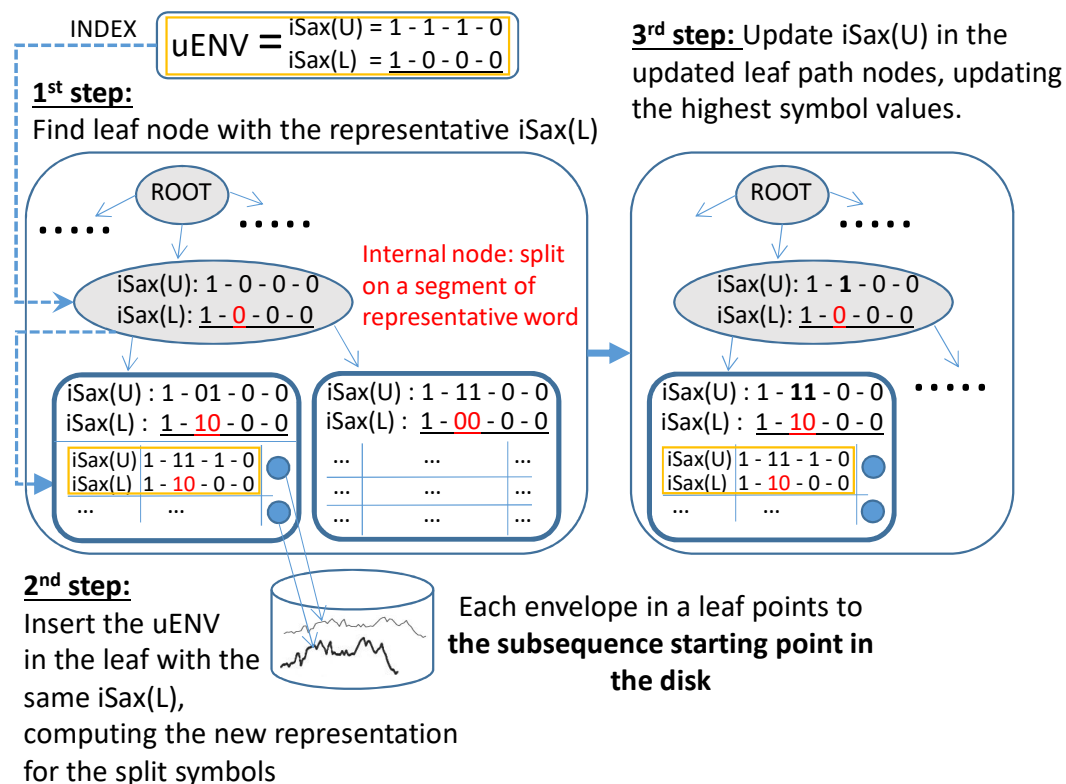 INDEX
uENV = iSax(U) = 1 - 1 - 1 - 0
iSax(L) = 1 - 0 - 0 - 0
1st step:
Find leaf node with the representative iSax(L)
ROOT
.....
.....
Internal node: split
on a segment of
representative word
iSax(U): 1 - 0 - 0 - 0
iSax(L): 1 - 0 - 0 - 0
iSax(U) : 1 - 01 - 0 - 0
iSax(L) : 1 - 10 - 0 - 0
iSax(U) 1 - 11 - 1 - 0
iSax(L) 1 - 10 - 0 - 0
... ...
iSax(U) : 1 - 11 - 0 - 0
iSax(L) : 1 - 00 - 0 - 0
... ... ...
... ... ...
... ... ...
2nd step:
Insert the uENV
in the leaf with the
same iSax(L),
computing the new representation
for the split symbols
Each envelope in a leaf points to
the subsequence starting point in
the disk
3rd step: Update iSax(U) in the
updated leaf path nodes, updating
the highest symbol values.
ROOT
.....
iSax(U): 1 - 1 - 0 - 0
iSax(L): 1 - 0 - 0 - 0
.....
iSax(U) : 1 - 11 - 0 - 0
iSax(L) : 1 - 10 - 0 - 0
iSax(U) 1 - 11 - 1 - 0
iSax(L) 1 - 10 - 0 - 0
... ...